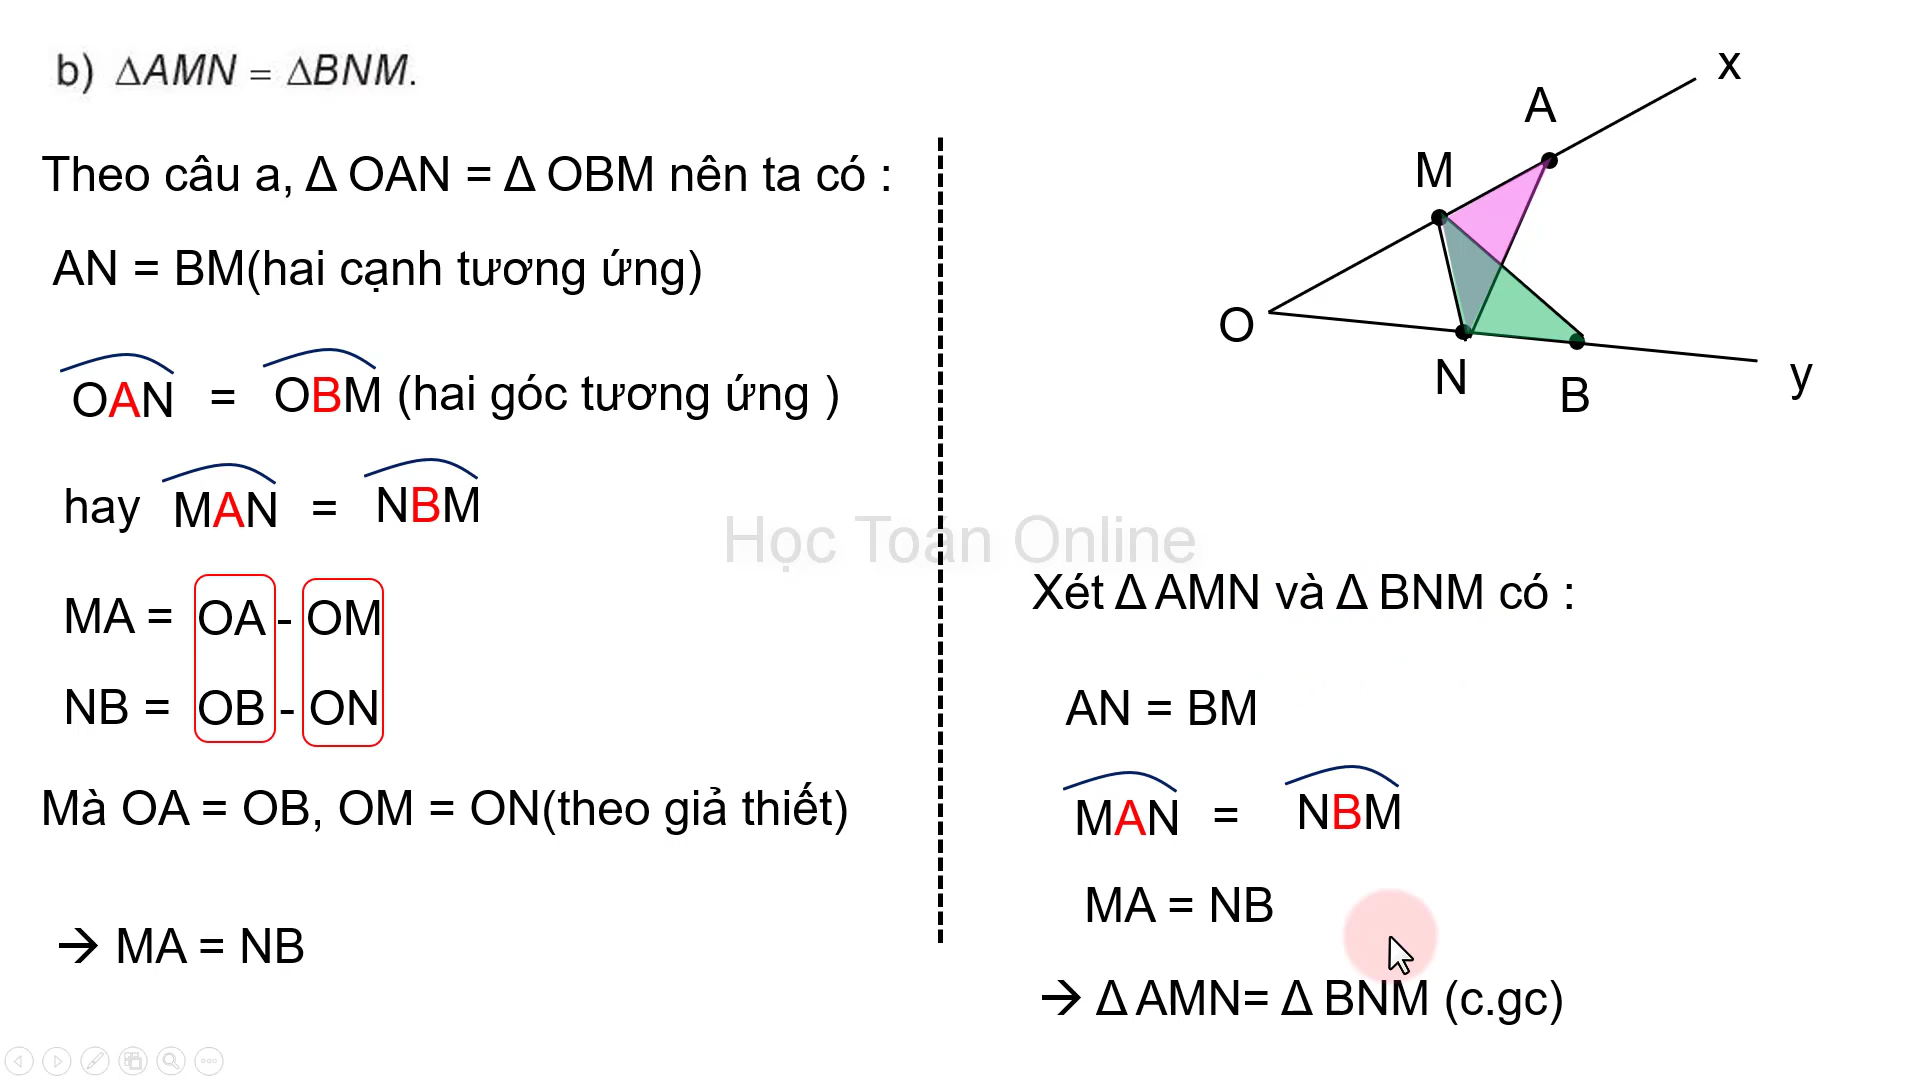 b) ΔAMN = ΔBNM.
Theo câu a, Δ OAN = Δ OBM nên ta có :
AN = BM(hai cạnh tương ứng)
OAN = OBM (hai góc tương ứng )
hay MAN = NBM
MA = OA - OM
NB = OB - ON
Mà OA = OB, OM = ON(theo giả thiết)
→ MA = NB
x
A
M
O
N
B
y
Học Toán Online
Xét Δ AMN và Δ BNM có :
AN = BM
MAN = NBM
MA = NB
→ Δ AMN= Δ BNM (c.gc)